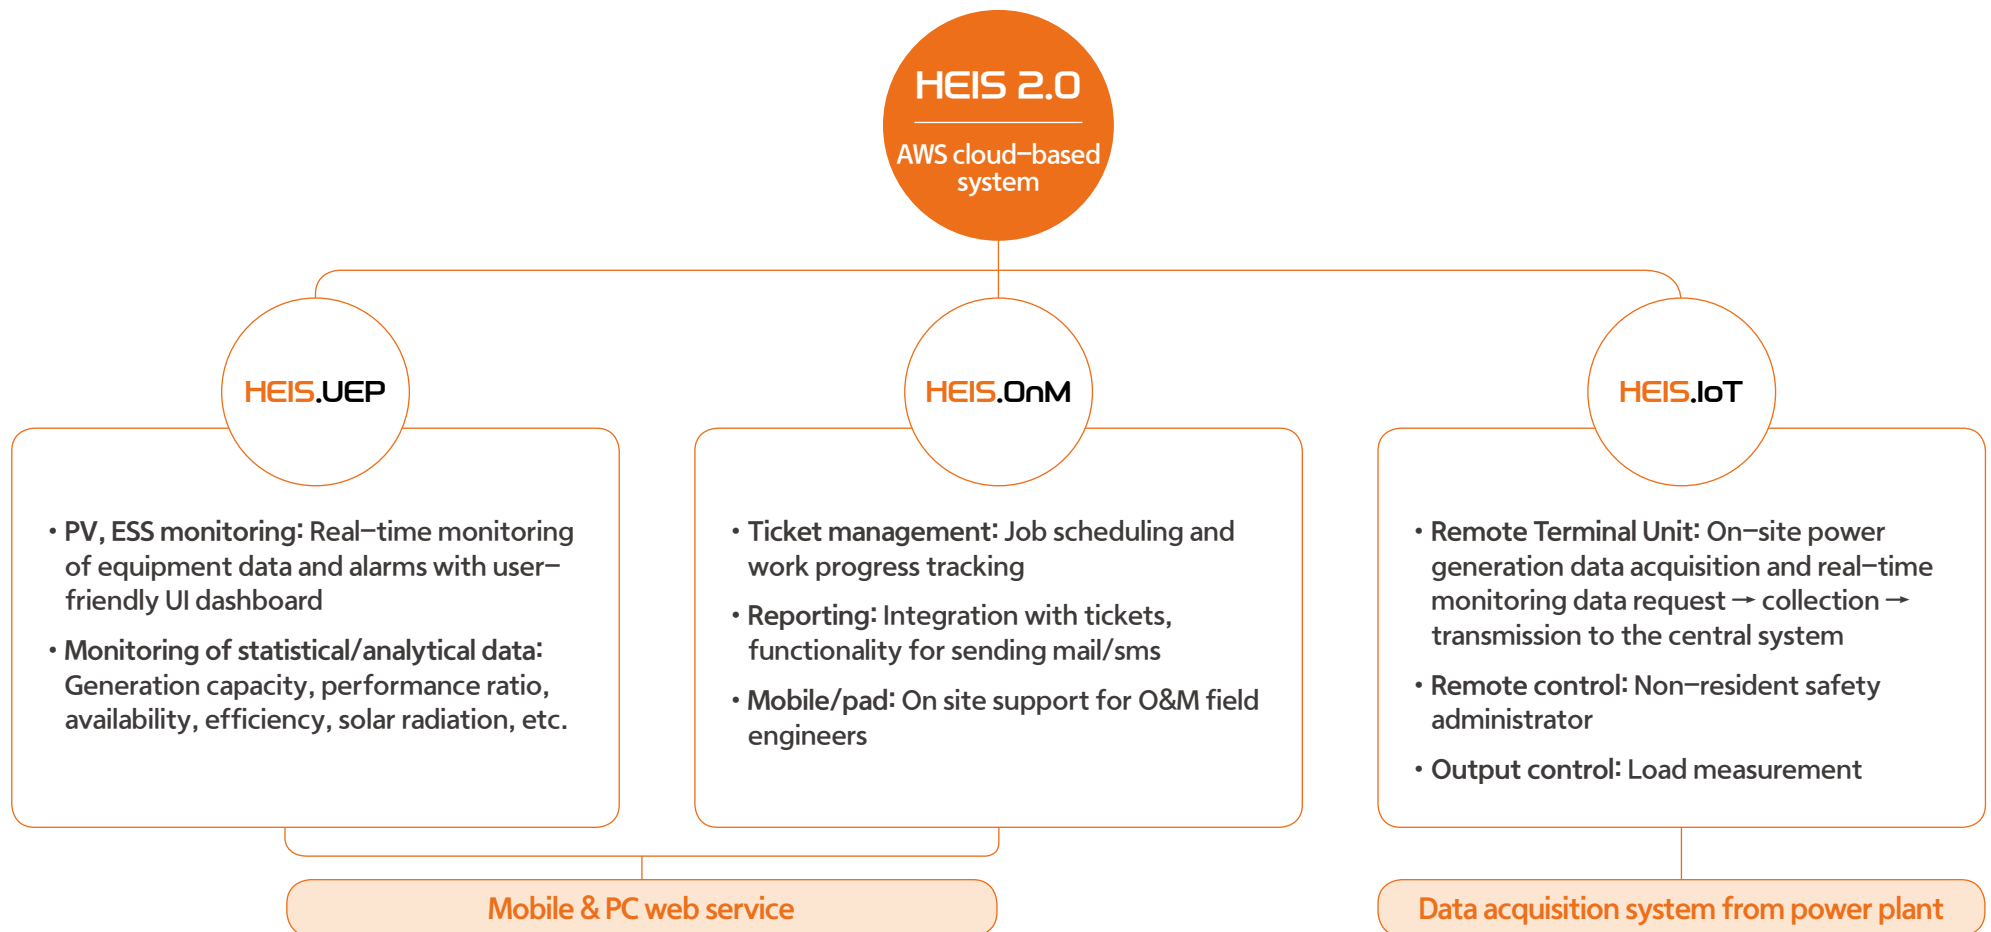 HEIS 2.0
AWS cloud-based
system
HEIS.UEP
• PV, ESS monitoring: Real-time monitoring
of equipment data and alarms with user-
friendly UI dashboard
• Monitoring of statistical/analytical data:
Generation capacity, performance ratio,
availability, efficiency, solar radiation, etc.
HEIS.OnM
• Ticket management: Job scheduling and
work progress tracking
• Reporting: Integration with tickets,
functionality for sending mail/sms
• Mobile/pad: On site support for O&M field
engineers
HEIS.IoT
• Remote Terminal Unit: On-site power
generation data acquisition and real-time
monitoring data request → collection →
transmission to the central system
• Remote control: Non-resident safety
administrator
• Output control: Load measurement
Mobile & PC web service
Data acquisition system from power plant